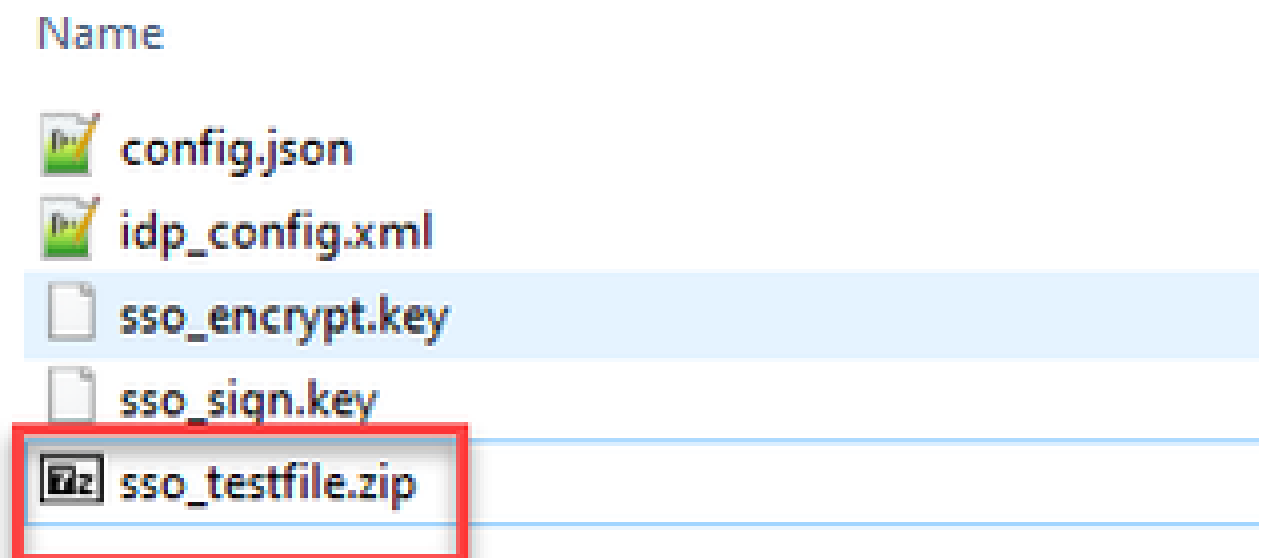 Name
config.json
idp_config.xml
sso_encrypt.key
sso_sign.key
sso_testfile.zip